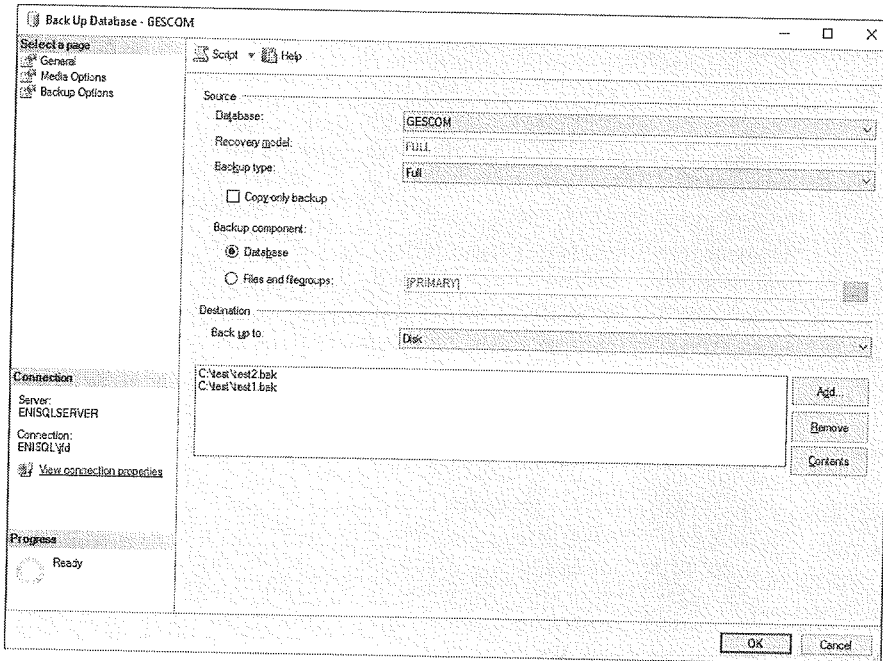 Back Up Database - GESCOM
Select a page
General
Media Options
Backup Options
Script
Help
Source
Database:
GESCOM
Recovery model:
FULL
Backup type:
Full
Copy-only backup
Backup component:
Database
Files and filegroups:
[PRIMARY]
...
Destination
Back up to:
Disk
C:\test\test2.bak
C:\test\test1.bak
Add...
Remove
Contents
Connection
Server:
ENISQLSERVER
Connection:
ENISQL\jfd
View connection properties
Progress
Ready
OK
Cancel